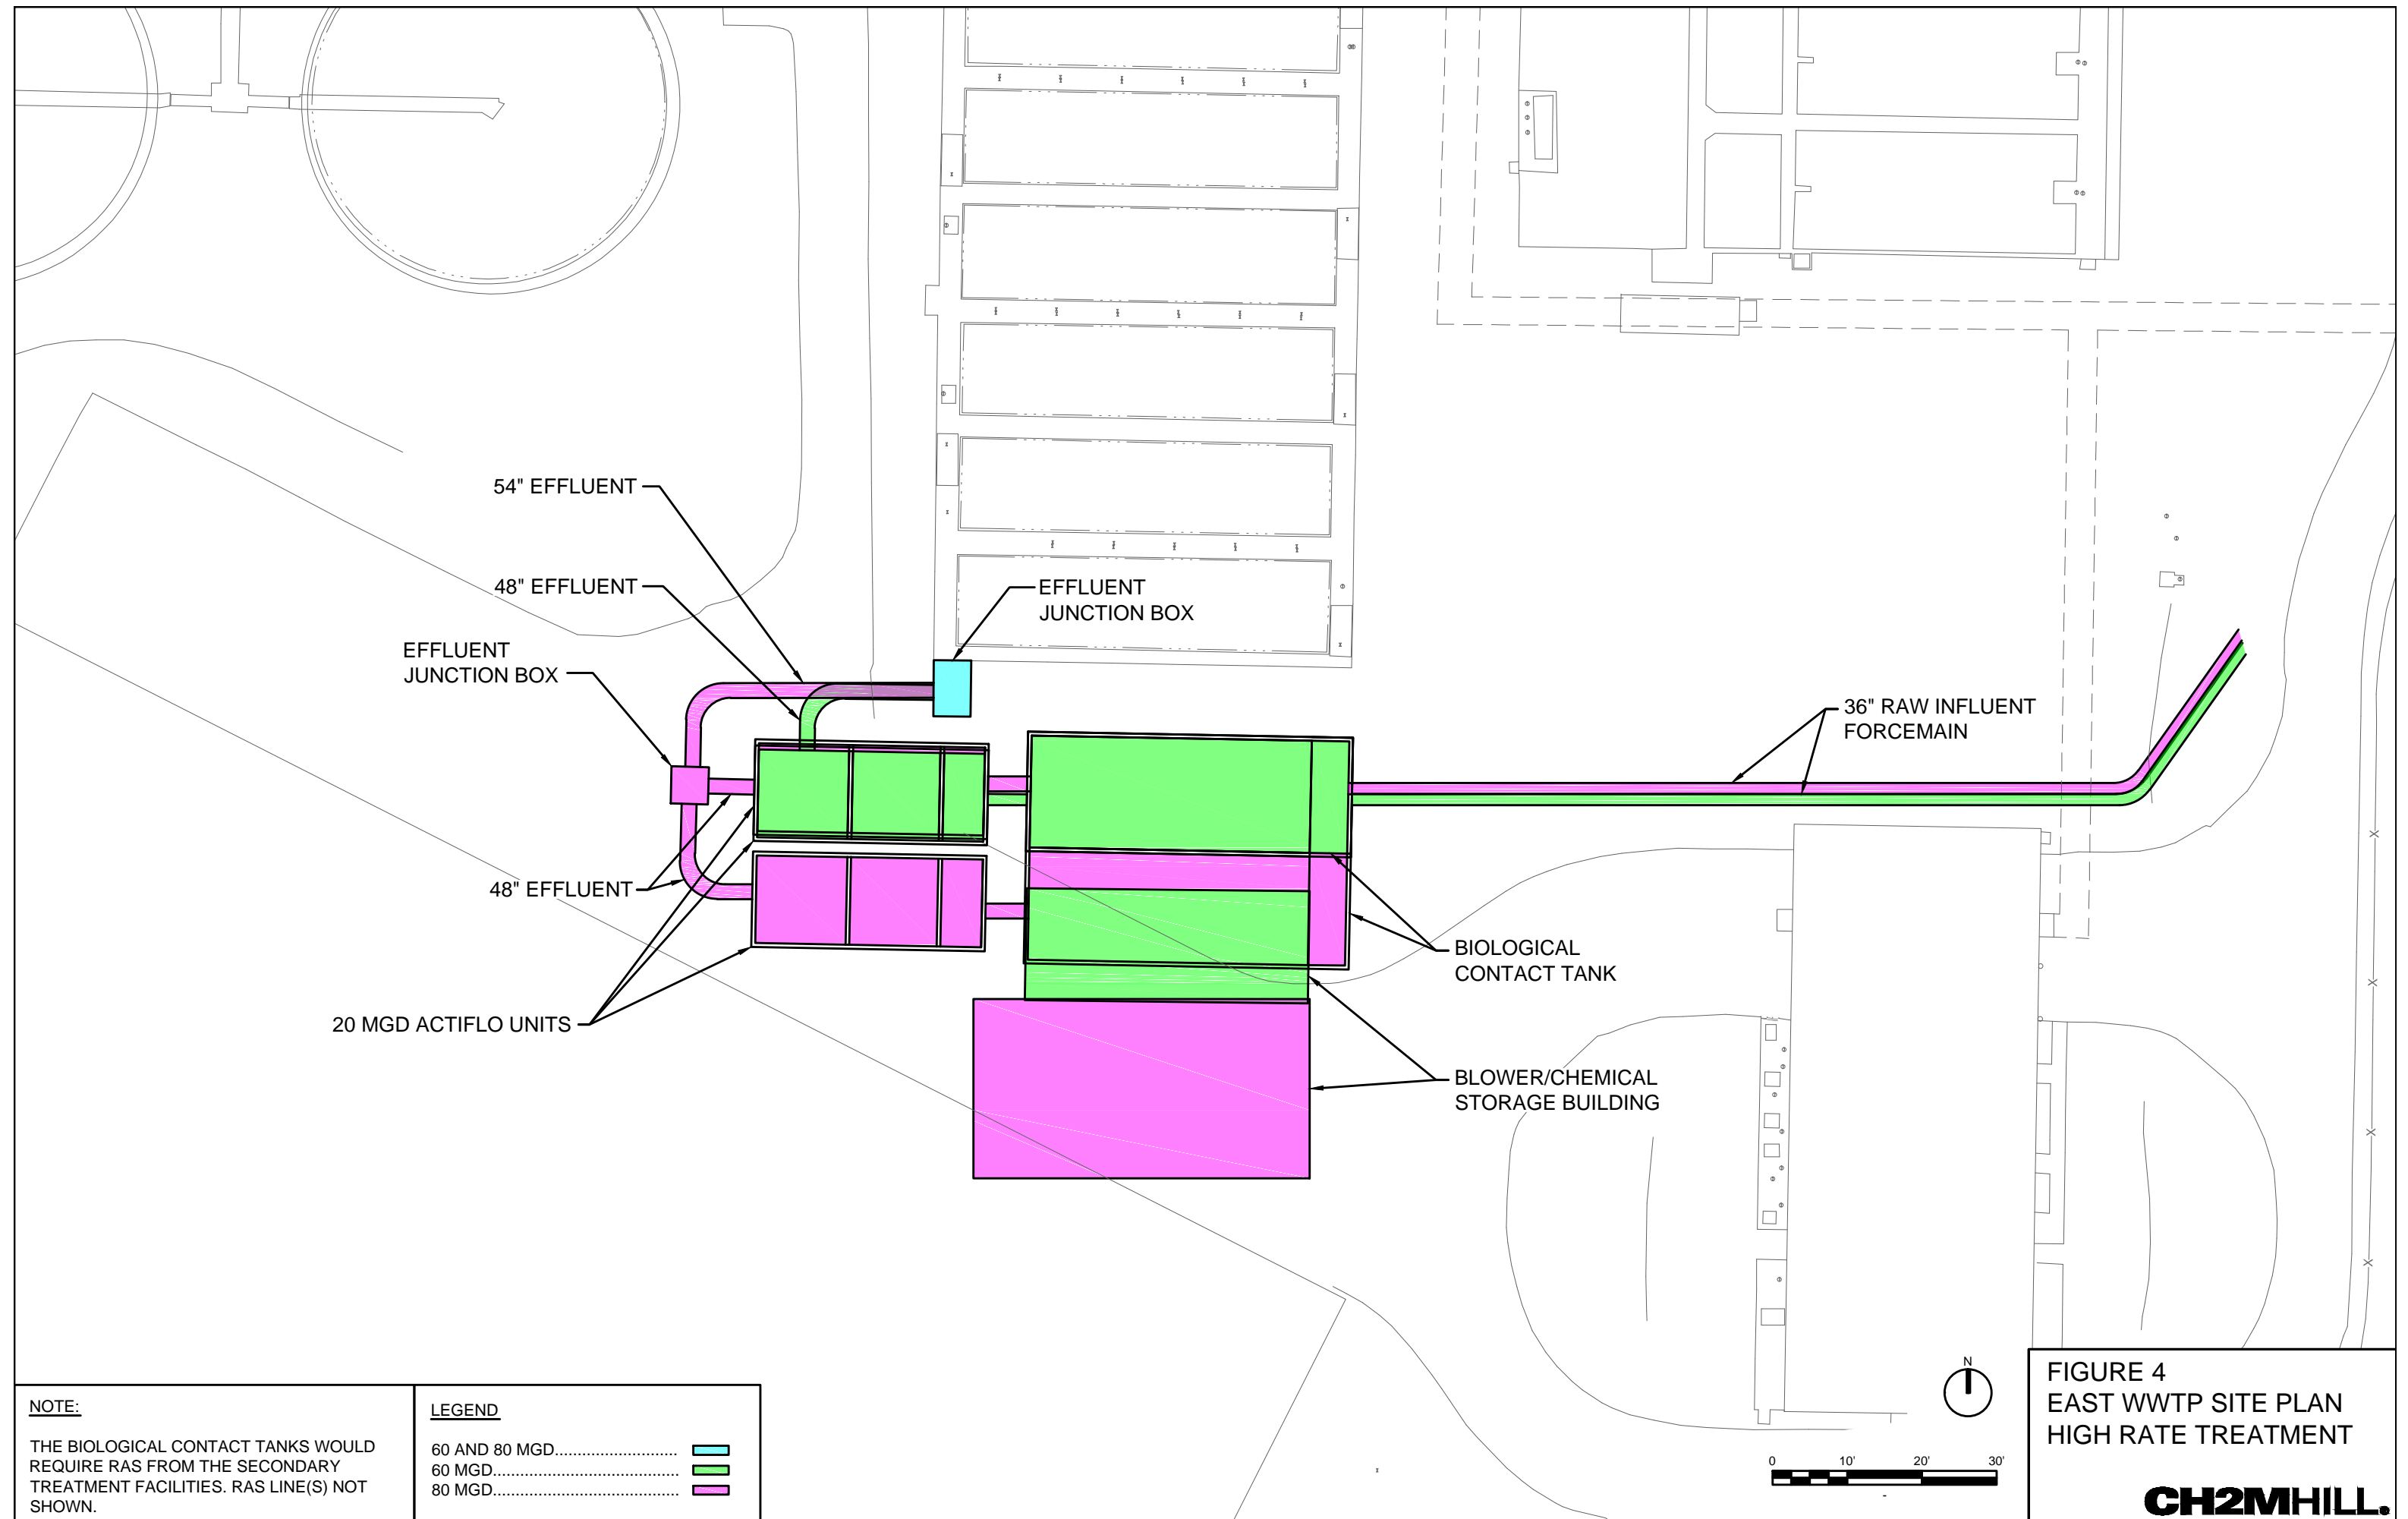 54" EFFLUENT
48" EFFLUENT
EFFLUENT
JUNCTION BOX
EFFLUENT
JUNCTION BOX
36" RAW INFLUENT
FORCEMAIN
48" EFFLUENT
20 MGD ACTIFLO UNITS
BIOLOGICAL
CONTACT TANK
BLOWER/CHEMICAL
STORAGE BUILDING
NOTE:
THE BIOLOGICAL CONTACT TANKS WOULD
REQUIRE RAS FROM THE SECONDARY
TREATMENT FACILITIES. RAS LINE(S) NOT
SHOWN.
LEGEND
60 AND 80 MGD...........................
60 MGD.........................................
80 MGD.........................................
N
0 10' 20' 30'
-
FIGURE 4
EAST WWTP SITE PLAN
HIGH RATE TREATMENT
CH2MHILL.